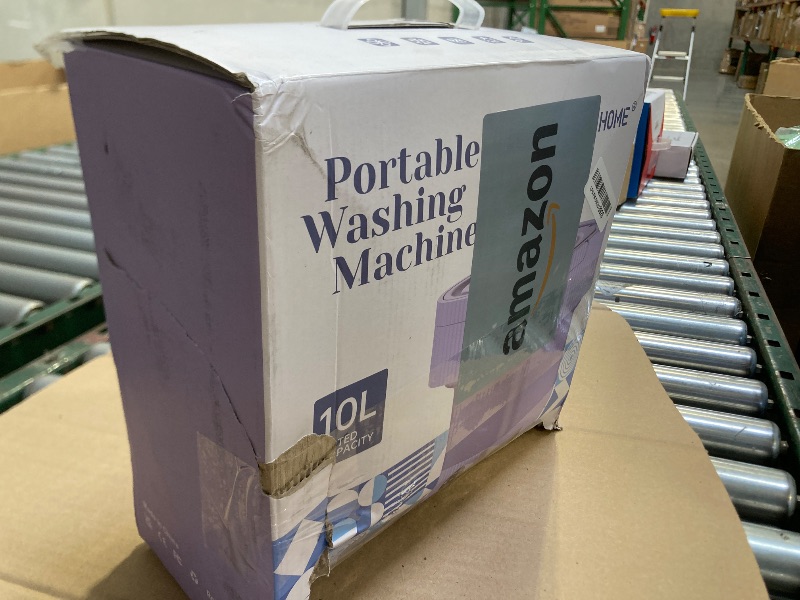 HOME
Portable
Washing
Machine
amazon
10L